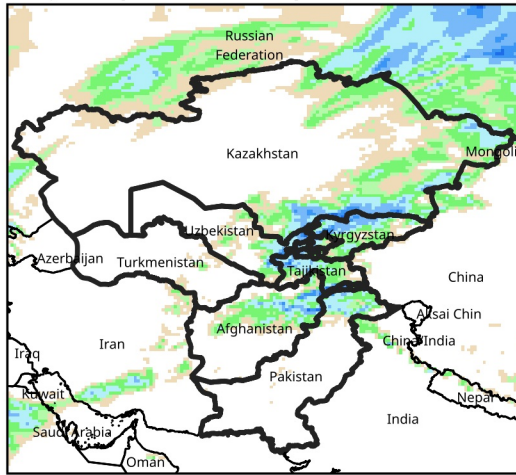 Russian
Federation
Kazakhstan
Mongoli
Uzbekistan
Kyrgyzstan
Azerbaijan
Turkmenistan
Tajikistan
China
Aksai Chin
Afghanistan
China/India
Iran
Iraq
Pakistan
Kuwait
Nepal
India
Saudi Arabia
Oman